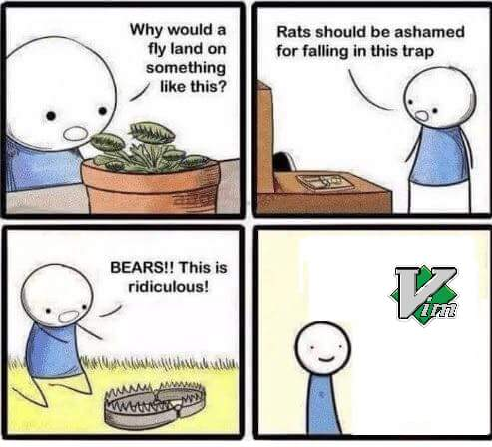 Why would a
fly land on
something
like this?
Rats should be ashamed
for falling in this trap
BEARS!! This is
ridiculous!
Vim